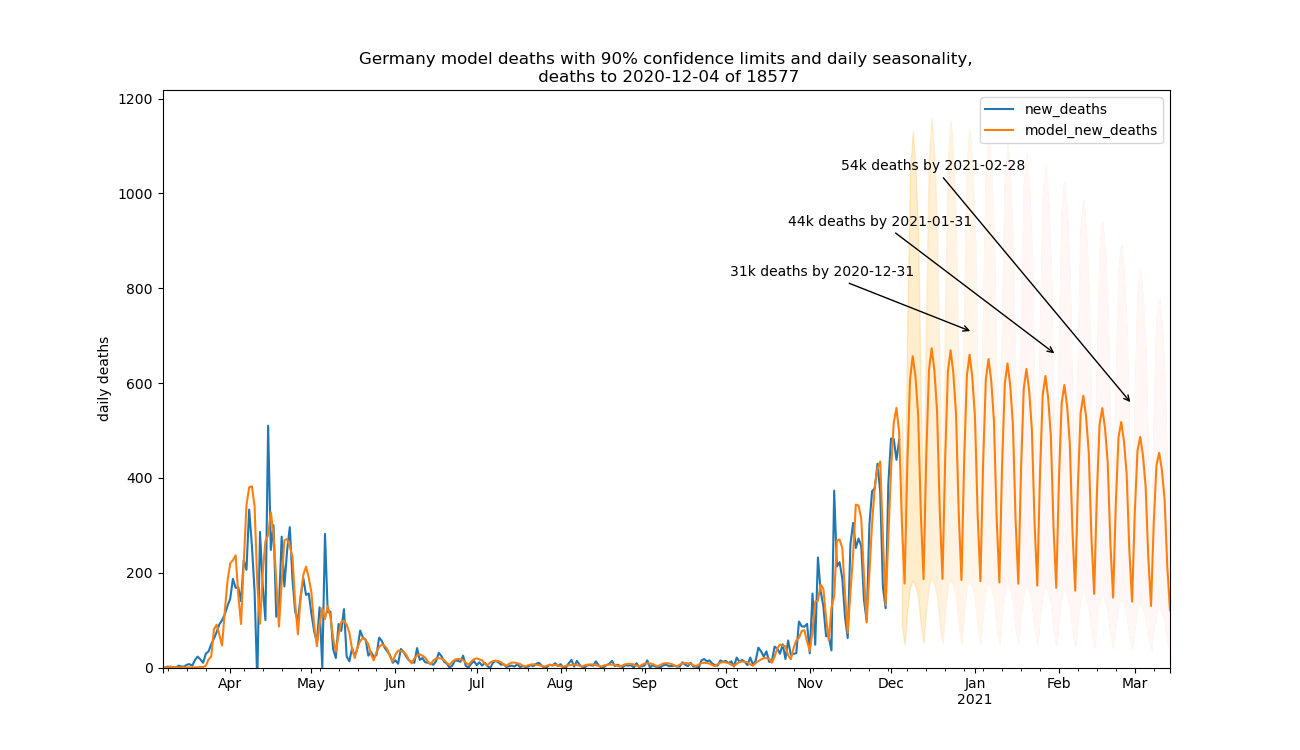 Germany model deaths with 90% confidence limits and daily seasonality,
deaths to 2020-12-04 of 18577
new_deaths
model_new_deaths
54k deaths by 2021-02-28
44k deaths by 2021-01-31
31k deaths by 2020-12-31
daily deaths
1200
1000
800
600
400
200
0
Apr May Jun Jul Aug Sep Oct Nov Dec Jan Feb Mar
2021